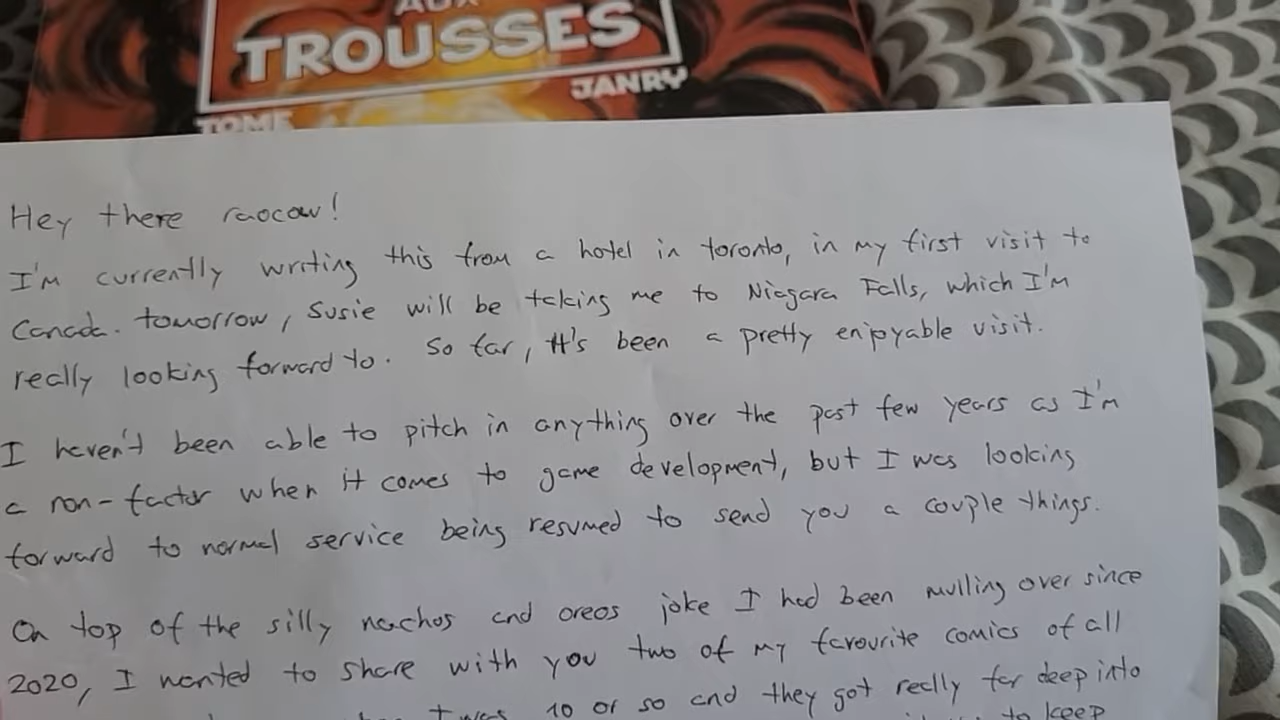 AUX
TROUSSES
JANRY
TOME
Hey there raocow!
I'm currently writing this from a hotel in toronto, in my first visit to
Canada. tomorrow, Susie will be taking me to Niagara Falls, which I'm
really looking forward to. So far, it's been a pretty enjoyable visit.
I haven't been able to pitch in anything over the past few years as I'm
a non-factor when it comes to game development, but I was looking
forward to normal service being resumed to send you a couple things.
On top of the silly nachos and oreos joke I had been mulling over since
2020, I wanted to share with you two of my favourite comics of all
I was 10 or so and they got really far deep into
to keep